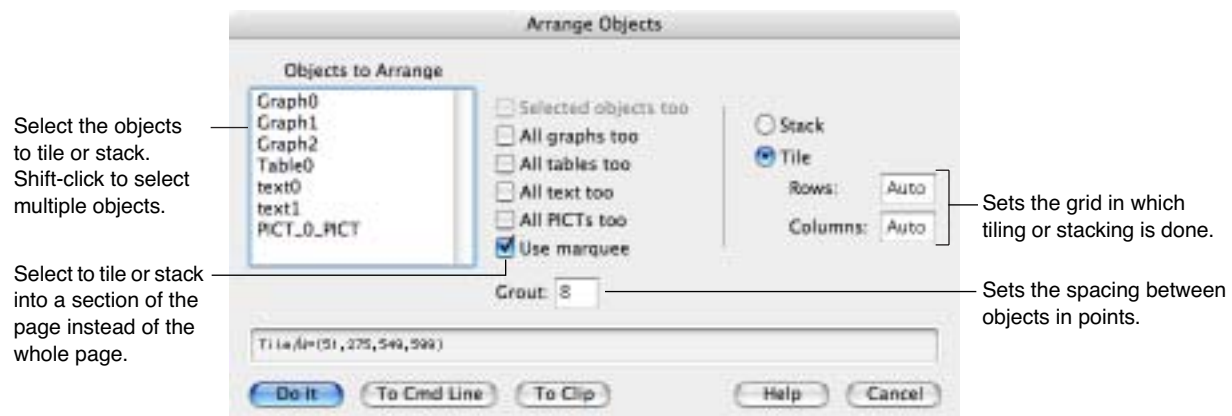 Arrange Objects
Objects to Arrange
Graph0
Graph1
Graph2
Table0
text0
text1
PICT_0_PICT
Selected objects too
All graphs too
All tables too
All text too
All PICTs too
Use marquee
Stack
Tile
Rows: Auto
Columns: Auto
Grout: 8
Tile/W=(51,275,549,599)
Do It
To Cmd Line
To Clip
Help
Cancel
Select the objects
to tile or stack.
Shift-click to select
multiple objects.
Select to tile or stack
into a section of the
page instead of the
whole page.
Sets the grid in which
tiling or stacking is done.
Sets the spacing between
objects in points.